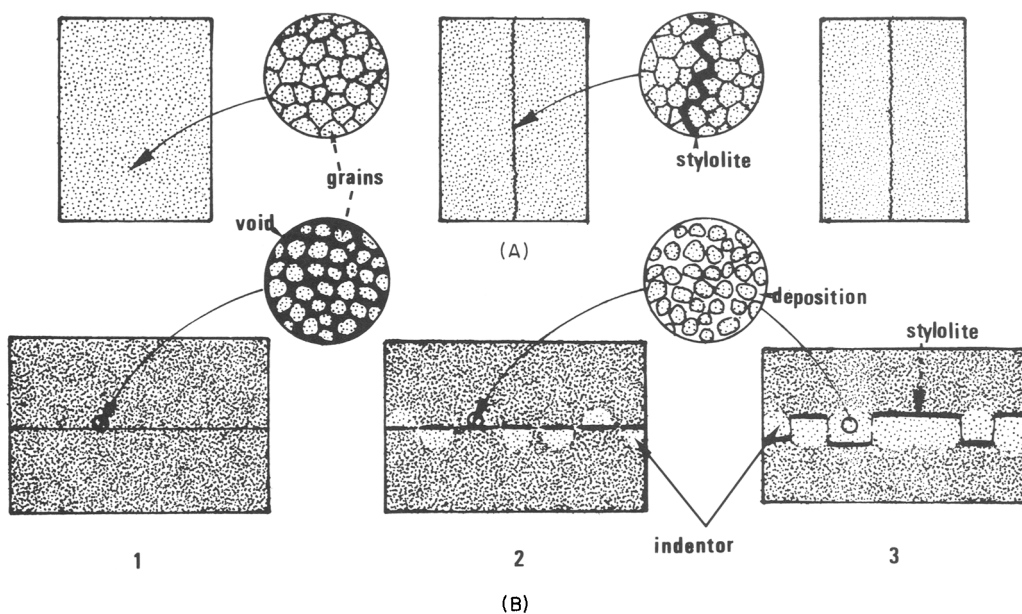 stylolite
grains
void
(A)
deposition
stylolite
indentor
1
2
3
(B)